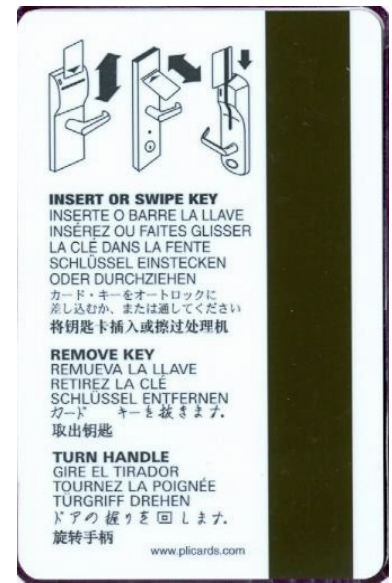 INSERT OR SWIPE KEY
INSERTE O BARRE LA LLAVE
INSÉREZ OU FAITES GLISSER
LA CLÉ DANS LA FENTE
SCHLÜSSEL EINSTECKEN
ODER DURCHZIEHEN
カード・キーをオートロックに
差し込むか、または通してください
将钥匙卡插入或擦过处理机
REMOVE KEY
REMUEVA LA LLAVE
RETIREZ LA CLÉ
SCHLÜSSEL ENTFERNEN
カード キーを抜きます.
取出钥匙
TURN HANDLE
GIRE EL TIRADOR
TOURNEZ LA POIGNÉE
TÜRGRIFF DREHEN
ドアの握りを回します.
旋转手柄
www.plicards.com